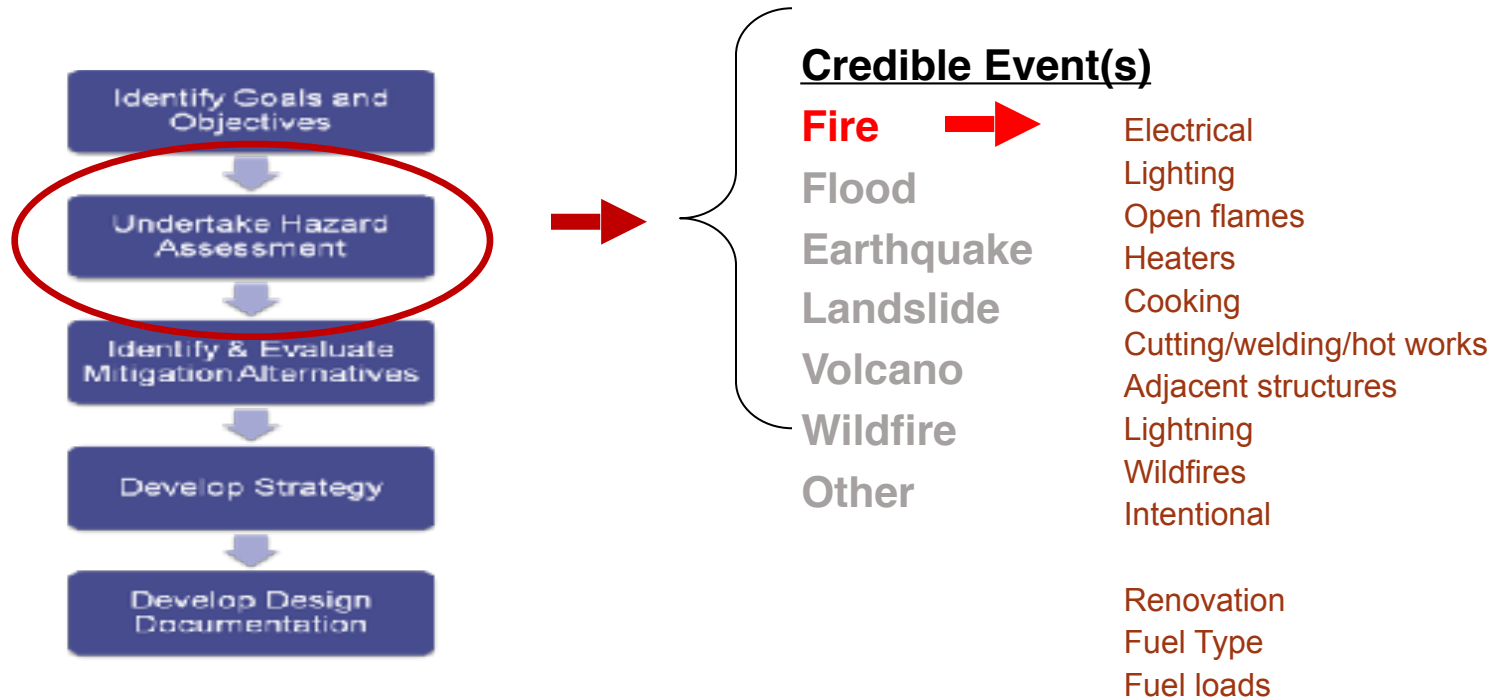 Identify Goals and
Objectives
Undertake Hazard
Assessment
Identify & Evaluate
Mitigation Alternatives
Develop Strategy
Develop Design
Documentation
Credible Event(s)
Fire
Flood
Earthquake
Landslide
Volcano
Wildfire
Other
Electrical
Lighting
Open flames
Heaters
Cooking
Cutting/welding/hot works
Adjacent structures
Lightning
Wildfires
Intentional
Renovation
Fuel Type
Fuel loads